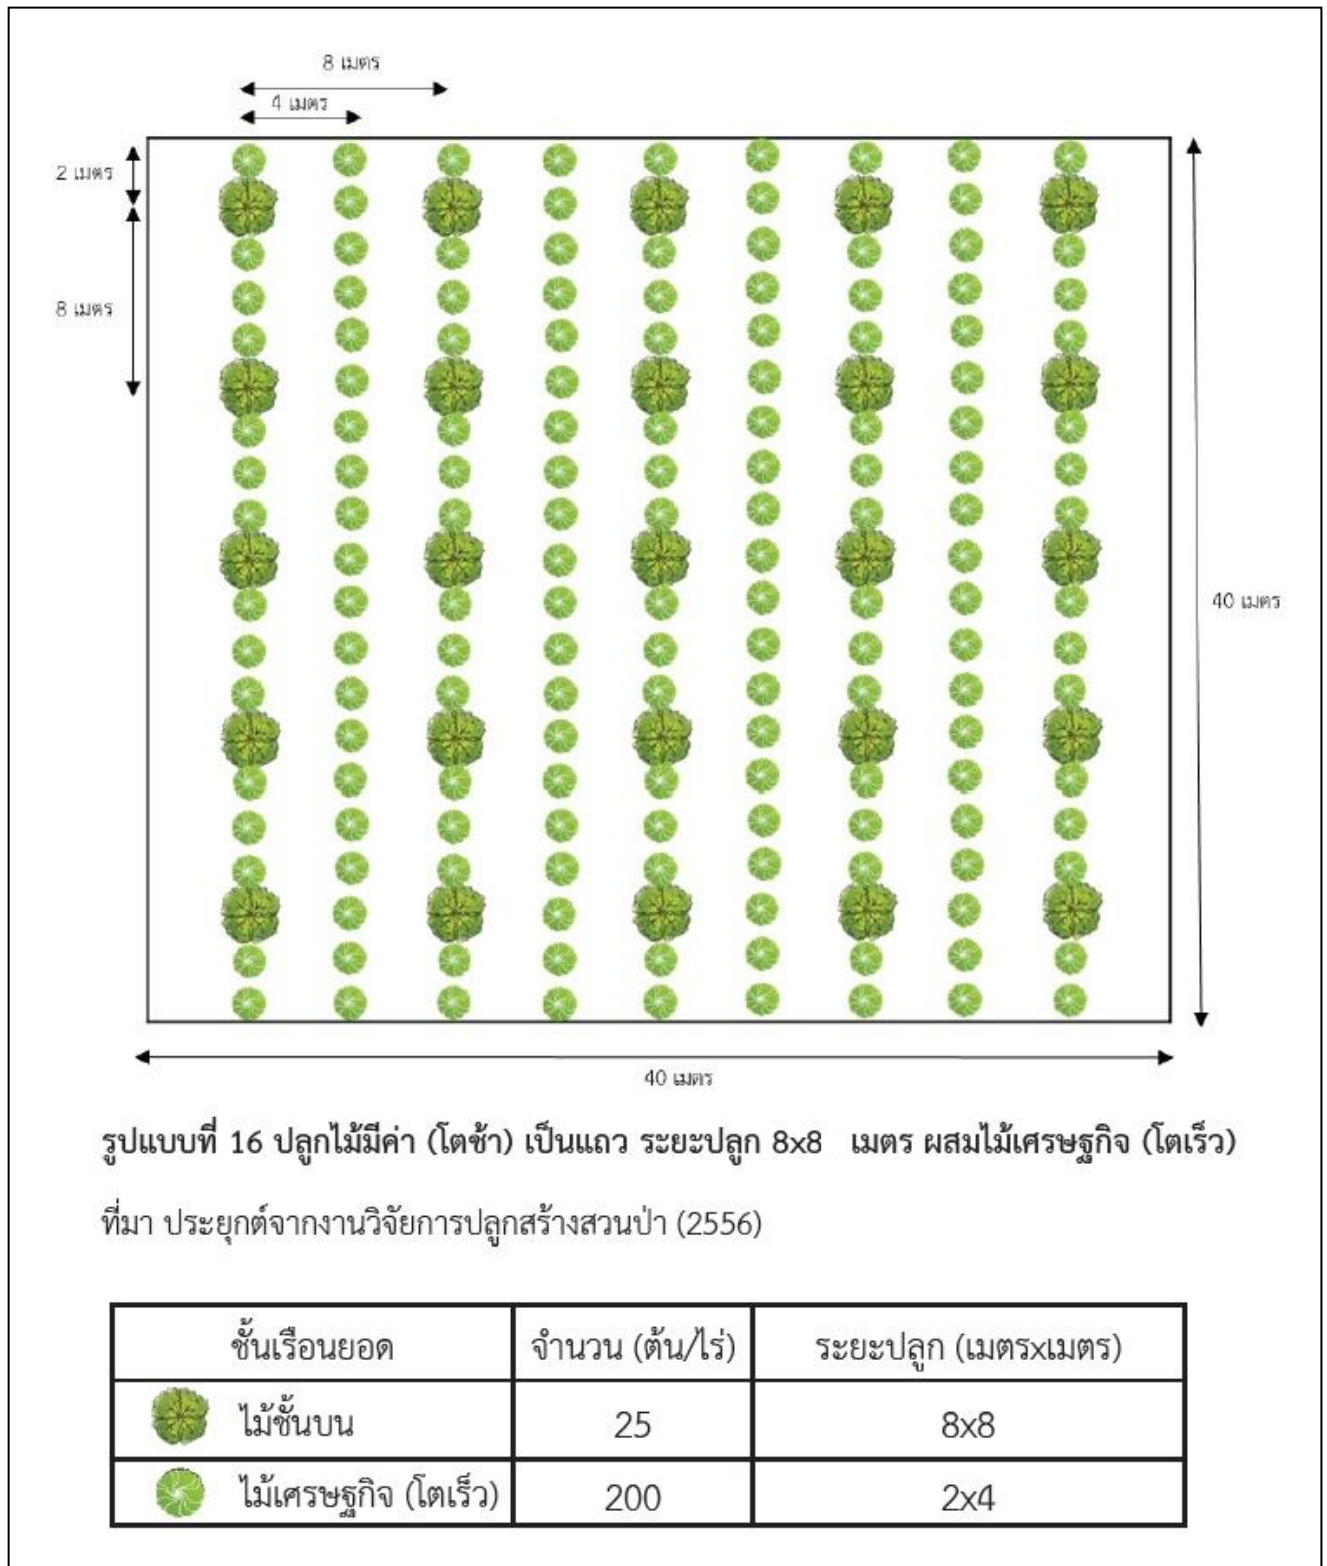 8 เมตร
4 เมตร
2 เมตร
8 เมตร
40 เมตร
40 เมตร
รูปแบบที่ 16 ปลูกไม้มีค่า (โตช้า) เป็นแถว ระยะปลูก 8x8 เมตร ผสมไม้เศรษฐกิจ (โตเร็ว)
ที่มา ประยุกต์จากงานวิจัยการปลูกสร้างสวนป่า (2556)
ชั้นเรือนยอด จำนวน (ต้น/ไร่) ระยะปลูก (เมตรxเมตร)
ไม้ชั้นบน 25 8x8
ไม้เศรษฐกิจ (โตเร็ว) 200 2x4